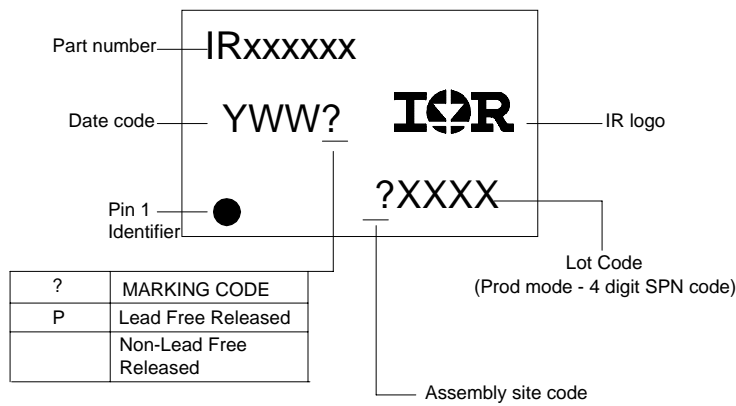 Part number
IRxxxxxx
Date code
YWW?
IOR
IR logo
Pin 1
Identifier
?XXXX
Lot Code
(Prod mode - 4 digit SPN code)
? MARKING CODE
P Lead Free Released
Non-Lead Free
Released
Assembly site code